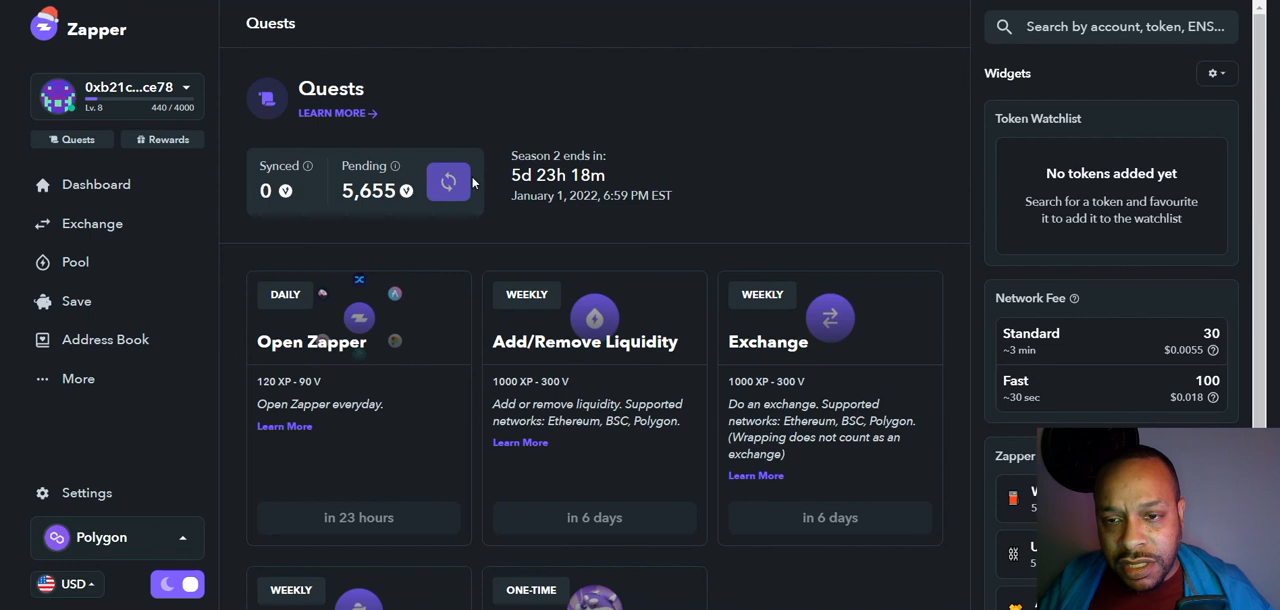 Zapper
0xb21c...ce78
Lv. 8
440 / 4000
Quests
Rewards
Dashboard
Exchange
Pool
Save
Address Book
More
Settings
Polygon
USD
Quests
Quests
LEARN MORE
Synced
0
Pending
5,655
Season 2 ends in:
5d 23h 18m
January 1, 2022, 6:59 PM EST
DAILY
Open Zapper
120 XP - 90 V
Open Zapper everyday.
Learn More
in 23 hours
WEEKLY
Add/Remove Liquidity
1000 XP - 300 V
Add or remove liquidity. Supported
networks: Ethereum, BSC, Polygon.
Learn More
in 6 days
WEEKLY
Exchange
1000 XP - 300 V
Do an exchange. Supported
networks: Ethereum, BSC, Polygon.
(Wrapping does not count as an
exchange)
Learn More
in 6 days
WEEKLY
ONE-TIME
Search by account, token, ENS...
Widgets
Token Watchlist
No tokens added yet
Search for a token and favourite
it to add it to the watchlist
Network Fee
Standard
30
~3 min
$0.0055
Fast
100
~30 sec
$0.018
Zapper